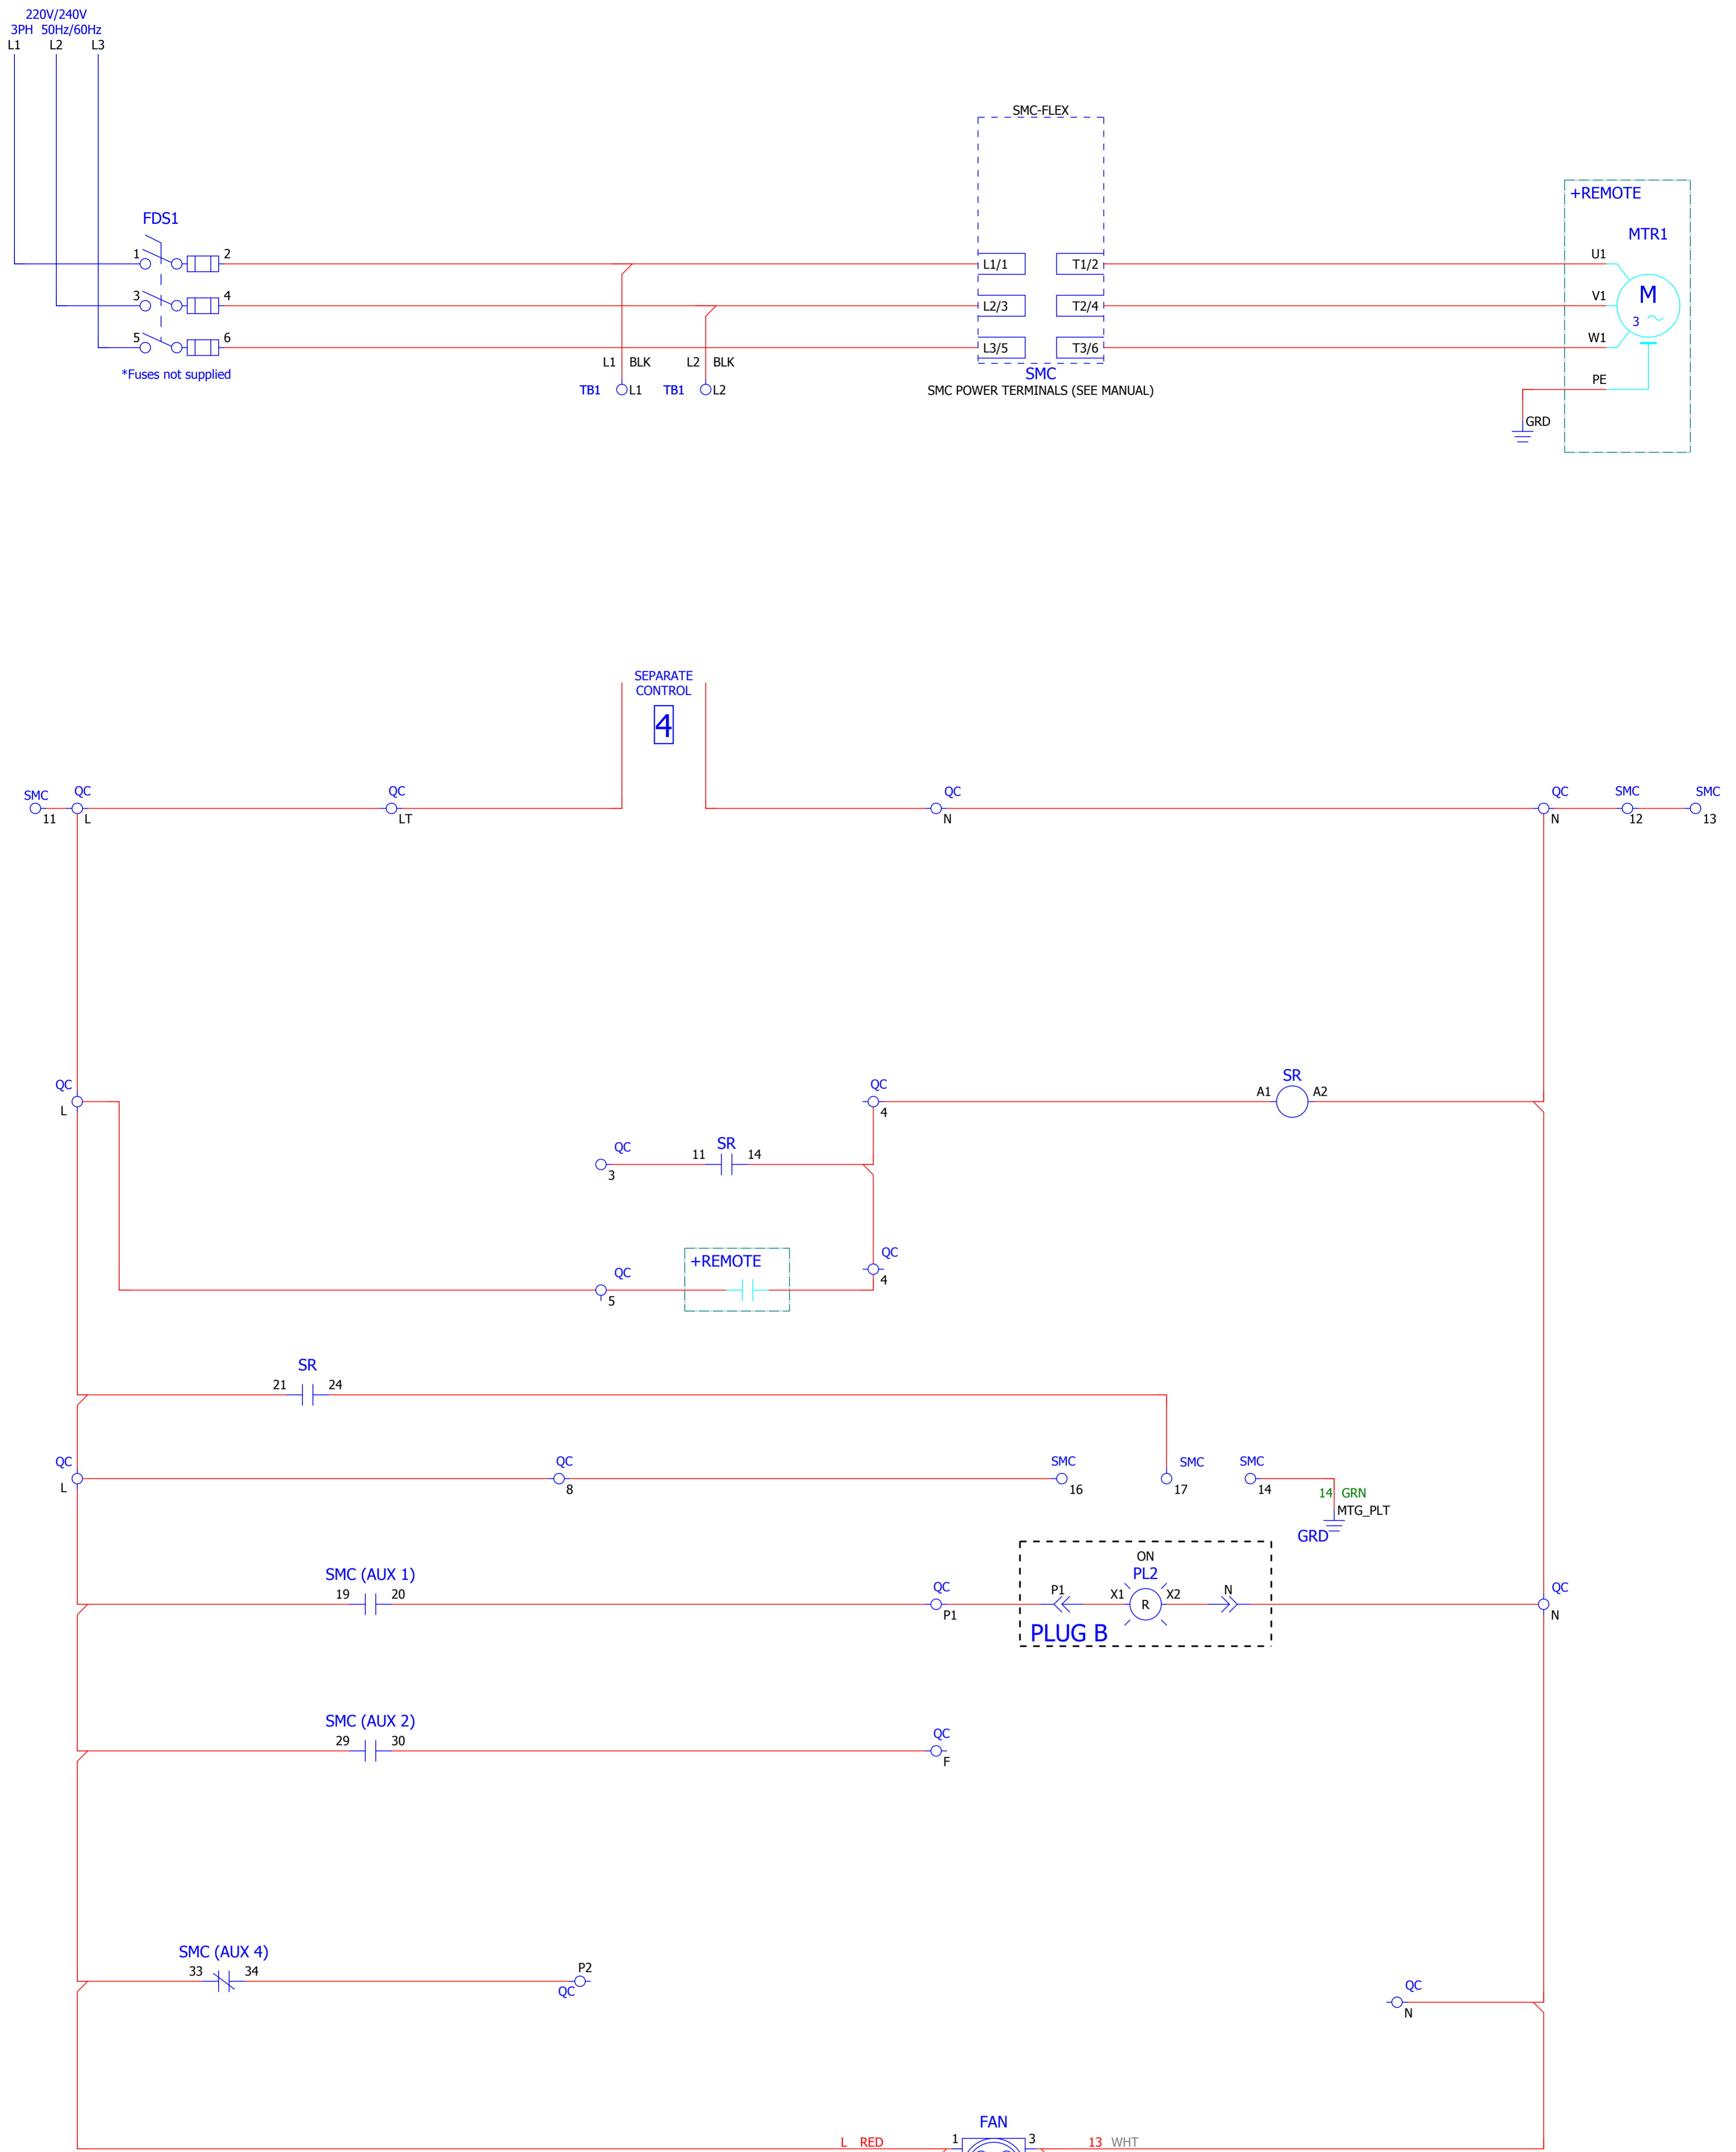 220V/240V
3PH 50Hz/60Hz
L1 L2 L3
SMC-FLEX
+REMOTE
FDS1
MTR1
1 2 L1/1 T1/2 U1
M
3 4 L2/3 T2/4 V1
3
5 6 L3/5 T3/6 W1
L1 BLK L2 BLK
*Fuses not supplied
SMC
PE
TB1 L1 TB1 L2
SMC POWER TERMINALS (SEE MANUAL)
GRD
SEPARATE
CONTROL
4
SMC QC QC QC QC SMC SMC
11 L LT N N 12 13
SR
QC QC A1 A2
L 4
SR
QC 11 14
3
QC
+REMOTE
QC 4
5
SR
21 24
QC QC SMC SMC SMC
L 8 16 17 14
14 GRN
MTG_PLT
GRD
ON
SMC (AUX 1) PL2
19 20 QC P1 X1 X2 N QC
R
P1 N
PLUG B
SMC (AUX 2)
29 30 QC
F
SMC (AUX 4)
33 34 P2
QC QC
N
FAN
L RED 1 3 13 WHT